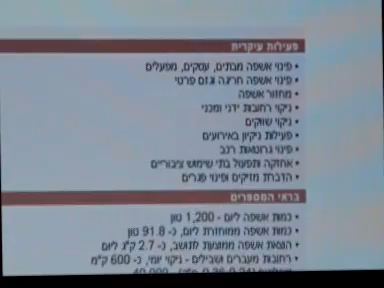 פעילות עיקרית
• פינוי אשפה מבתים, עסקים, מפעלים
• פינוי אשפה חריגה וגזם פרטי
• מחזור אשפה
• ניקוי רחובות ידני ומכני
• ניקוי שווקים
• פעילות ניקיון באירועים
• פינוי גרוטאות רכב
• אחזקה ותפעול בתי שימוש ציבוריים
• הדברת מזיקים ופינוי פגרים
בראי המספרים
• כמות אשפה ליום - 1,200 טון
• כמות אשפה ממוחזרת ליום, כ- 91.8 טון
• הוצאת אשפה ממוצעת לתושב, כ- 2.7 ק"ג ליום
• רחובות מעברים ושבילים - ניקוי יומי, כ- 600 ק"מ